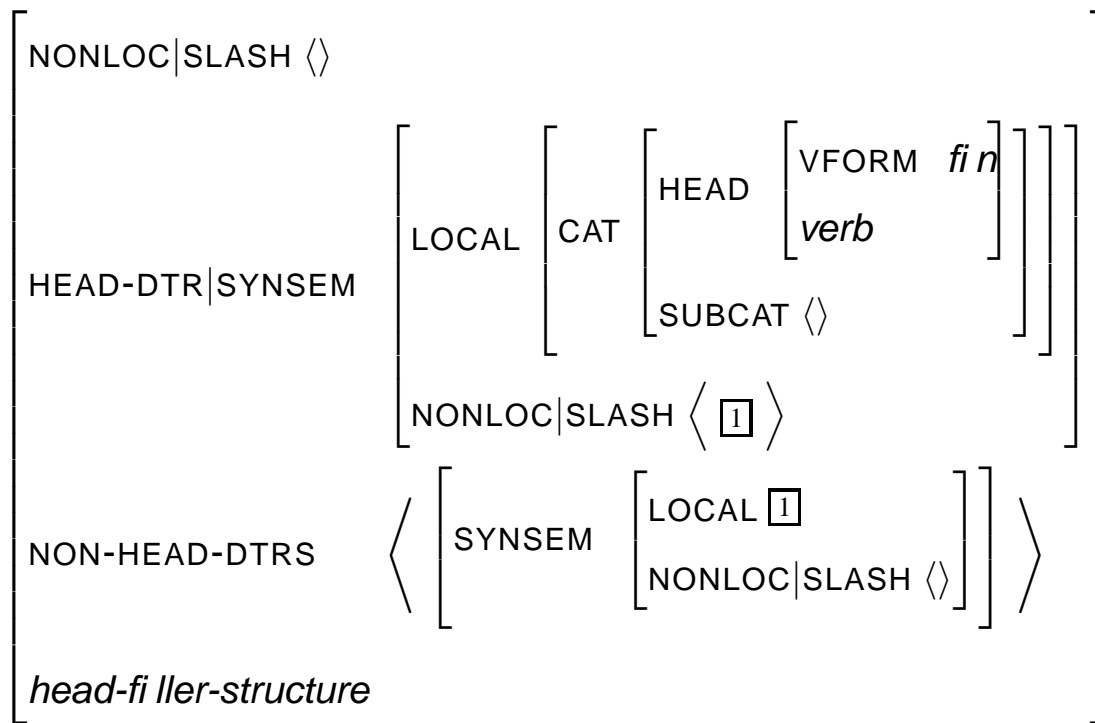 NONLOC|SLASH ⟨⟩
HEAD-DTR|SYNSEM
LOCAL
CAT
HEAD
VFORM fin
verb
SUBCAT ⟨⟩
NONLOC|SLASH ⟨ 1 ⟩
NON-HEAD-DTRS
SYNSEM
LOCAL 1
NONLOC|SLASH ⟨⟩
head-filler-structure